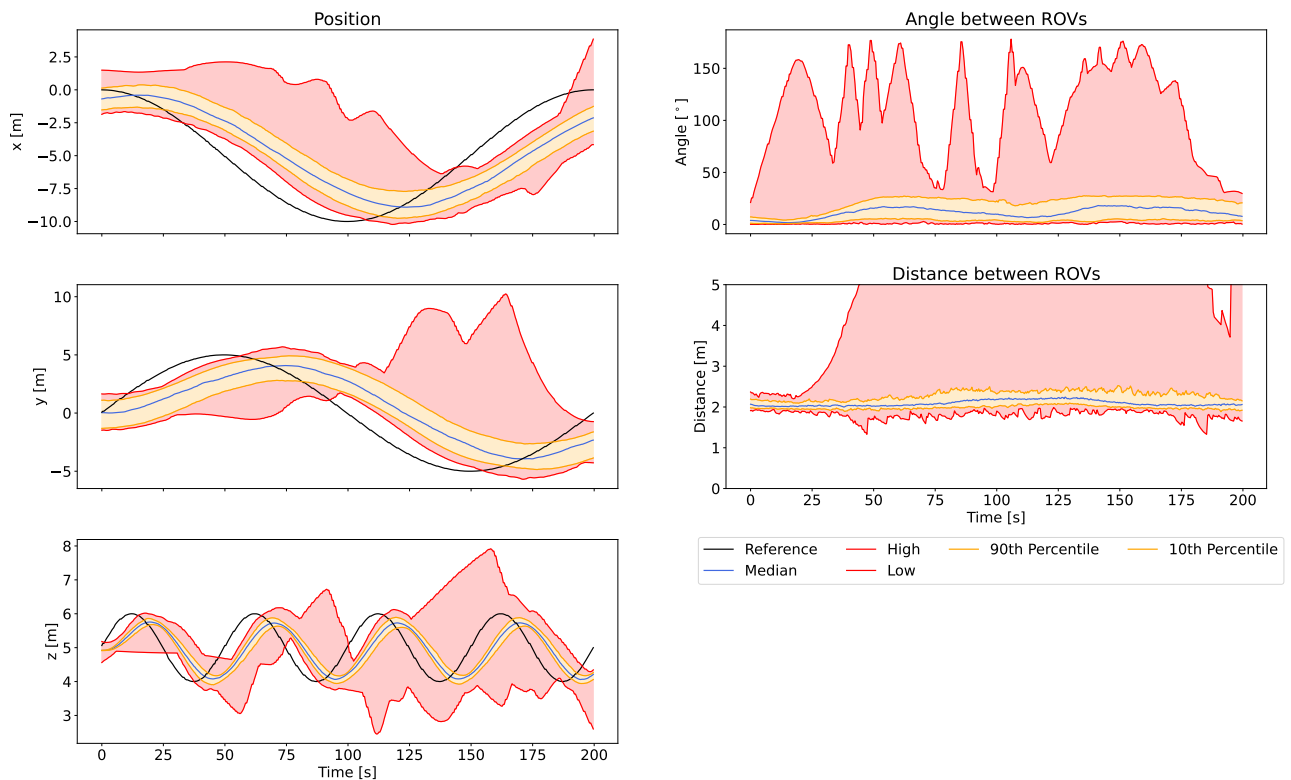 Position
2.5
0.0
−2.5
−5.0
−7.5
−10.0
x [m]
10
5
0
−5
y [m]
8
7
6
5
4
3
z [m]
0 25 50 75 100 125 150 175 200
Time [s]
Angle between ROVs
150
100
50
0
Angle [°]
Distance between ROVs
5
4
3
2
1
0
Distance [m]
0 25 50 75 100 125 150 175 200
Time [s]
Reference High 90th Percentile 10th Percentile
Median Low